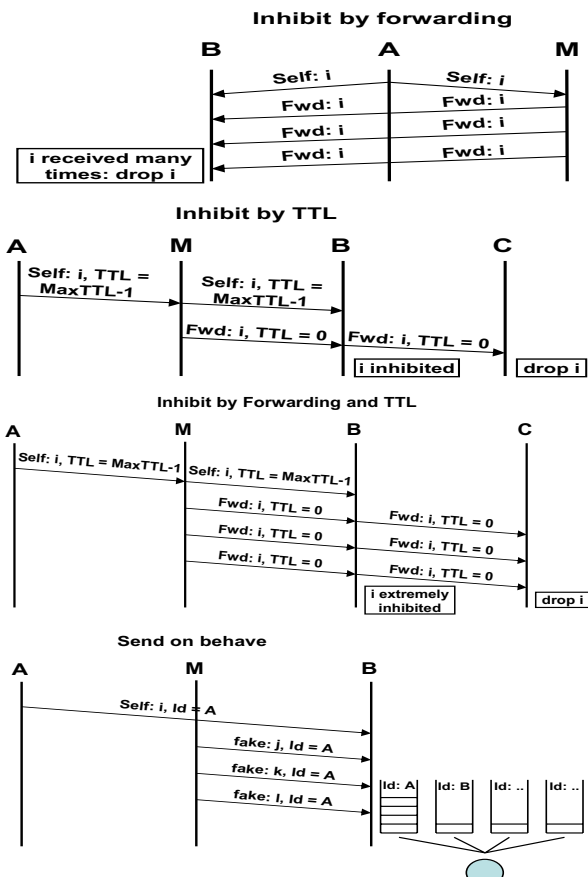 Inhibit by forwarding
B A M
Self: i Self: i
Fwd: i Fwd: i
Fwd: i Fwd: i
Fwd: i Fwd: i
i received many
times: drop i
Inhibit by TTL
A M B C
Self: i, TTL =
MaxTTL-1
Self: i, TTL =
MaxTTL-1
Fwd: i, TTL = 0 Fwd: i, TTL = 0
i inhibited drop i
Inhibit by Forwarding and TTL
A M B C
Self: i, TTL = MaxTTL-1 Self: i, TTL = MaxTTL-1
Fwd: i, TTL = 0 Fwd: i, TTL = 0
Fwd: i, TTL = 0 Fwd: i, TTL = 0
Fwd: i, TTL = 0 Fwd: i, TTL = 0
i extremely
inhibited
drop i
Send on behave
A M B
Self: i, Id = A
fake: j, Id = A
fake: k, Id = A
fake: l, Id = A
Id: A Id: B Id: .. Id: ..